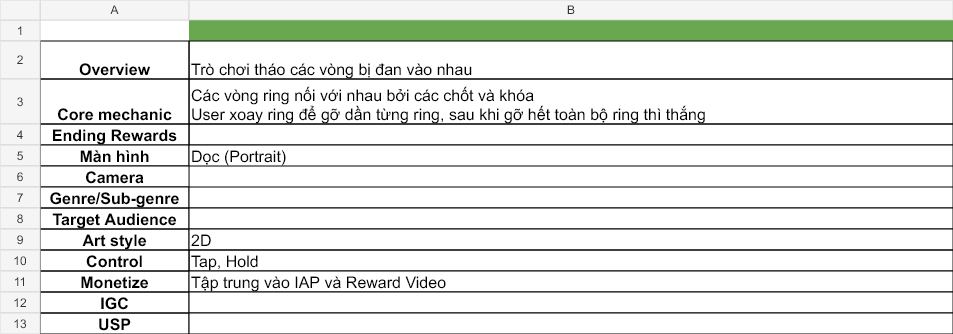 A B
1
2 Overview Trò chơi tháo các vòng bị đan vào nhau
3 Core mechanic Các vòng ring nối với nhau bởi các chốt và khóa
User xoay ring để gỡ dần từng ring, sau khi gỡ hết toàn bộ ring thì thắng
4 Ending Rewards
5 Màn hình Dọc (Portrait)
6 Camera
7 Genre/Sub-genre
8 Target Audience
9 Art style 2D
10 Control Tap, Hold
11 Monetize Tập trung vào IAP và Reward Video
12 IGC
13 USP